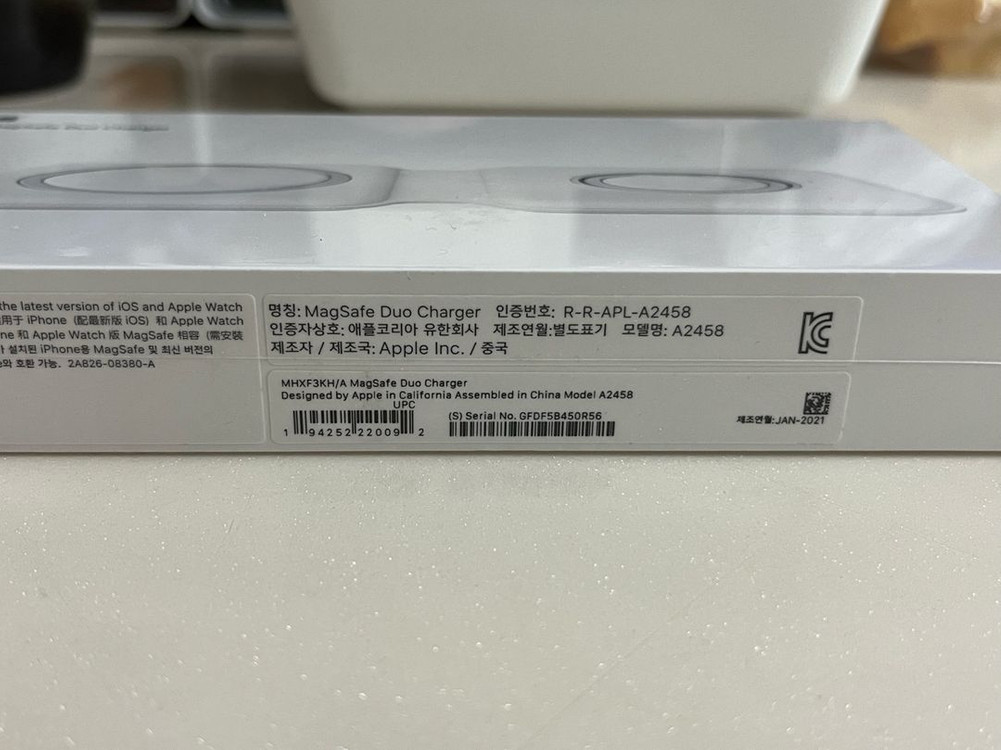 the latest version of iOS and Apple Watch
用于 iPhone（配最新版 iOS）和 Apple Watch
ne 和 Apple Watch 版 MagSafe 相容（需安裝
설치된 iPhone용 MagSafe 및 최신 버전의
와 호환 가능. 2A826-08380-A
명칭: MagSafe Duo Charger 인증번호: R-R-APL-A2458
인증자상호: 애플코리아 유한회사 제조연월:별도표기 모델명: A2458
제조자 / 제조국: Apple Inc. / 중국
MHXF3KH/A MagSafe Duo Charger
Designed by Apple in California Assembled in China Model A2458
UPC
1 94252 22009 2
(S) Serial No. GFDF5B450R56
제조연월:JAN-2021